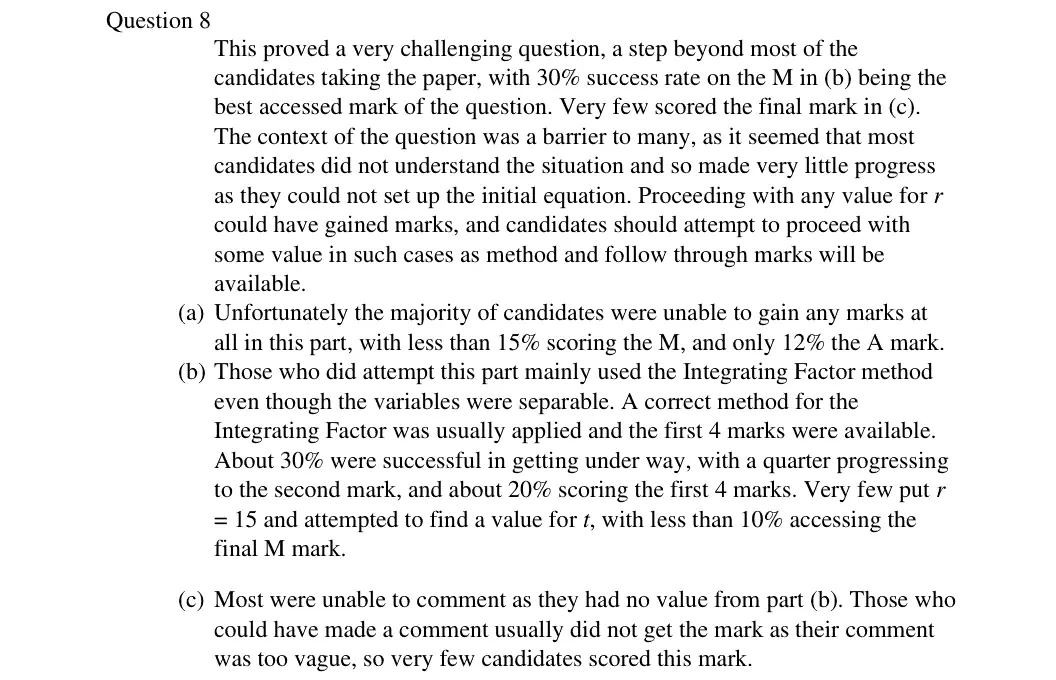 Question 8
This proved a very challenging question, a step beyond most of the
candidates taking the paper, with 30% success rate on the M in (b) being the
best accessed mark of the question. Very few scored the final mark in (c).
The context of the question was a barrier to many, as it seemed that most
candidates did not understand the situation and so made very little progress
as they could not set up the initial equation. Proceeding with any value for r
could have gained marks, and candidates should attempt to proceed with
some value in such cases as method and follow through marks will be
available.
(a) Unfortunately the majority of candidates were unable to gain any marks at
all in this part, with less than 15% scoring the M, and only 12% the A mark.
(b) Those who did attempt this part mainly used the Integrating Factor method
even though the variables were separable. A correct method for the
Integrating Factor was usually applied and the first 4 marks were available.
About 30% were successful in getting under way, with a quarter progressing
to the second mark, and about 20% scoring the first 4 marks. Very few put r
= 15 and attempted to find a value for t, with less than 10% accessing the
final M mark.
(c) Most were unable to comment as they had no value from part (b). Those who
could have made a comment usually did not get the mark as their comment
was too vague, so very few candidates scored this mark.